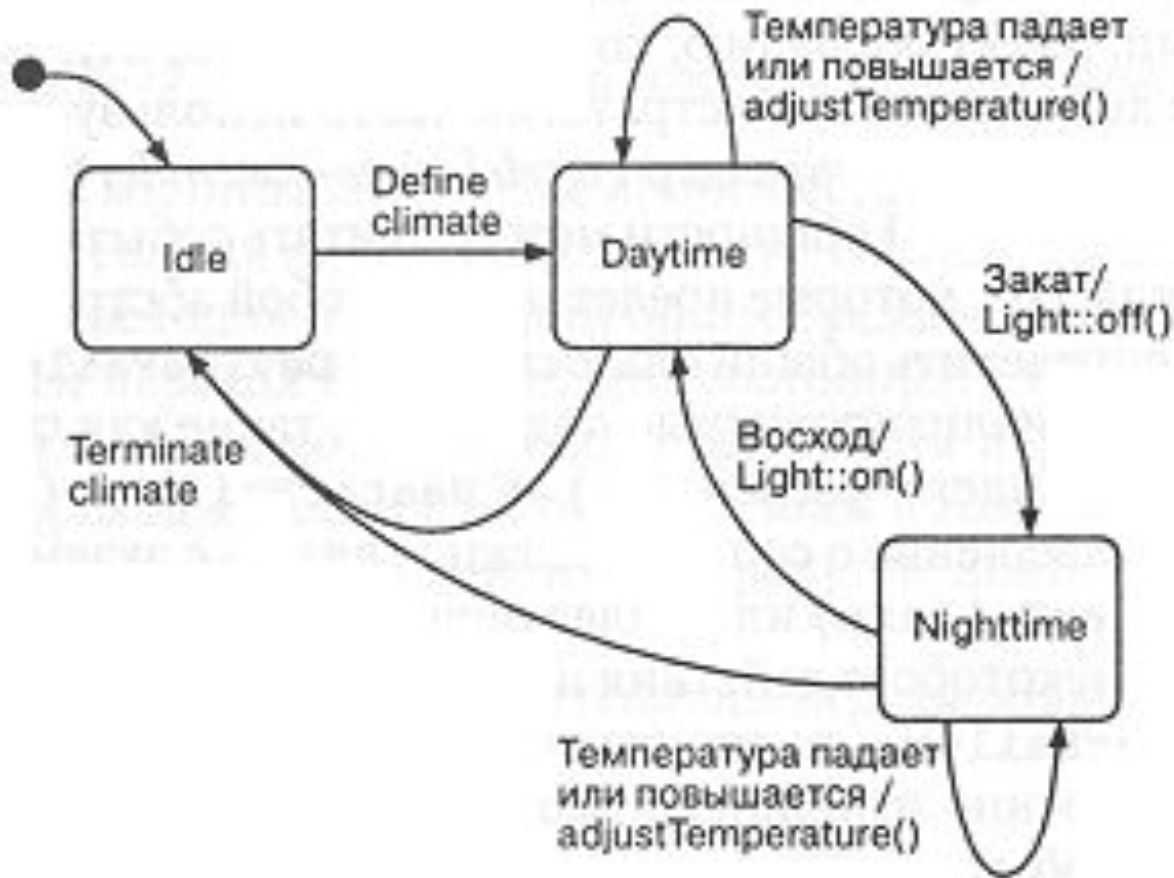 Температура падает
или повышается /
adjustTemperature()
Define
climate
Idle
Daytime
Закат/
Light::off()
Восход/
Light::on()
Terminate
climate
Nighttime
Температура падает
или повышается /
adjustTemperature()